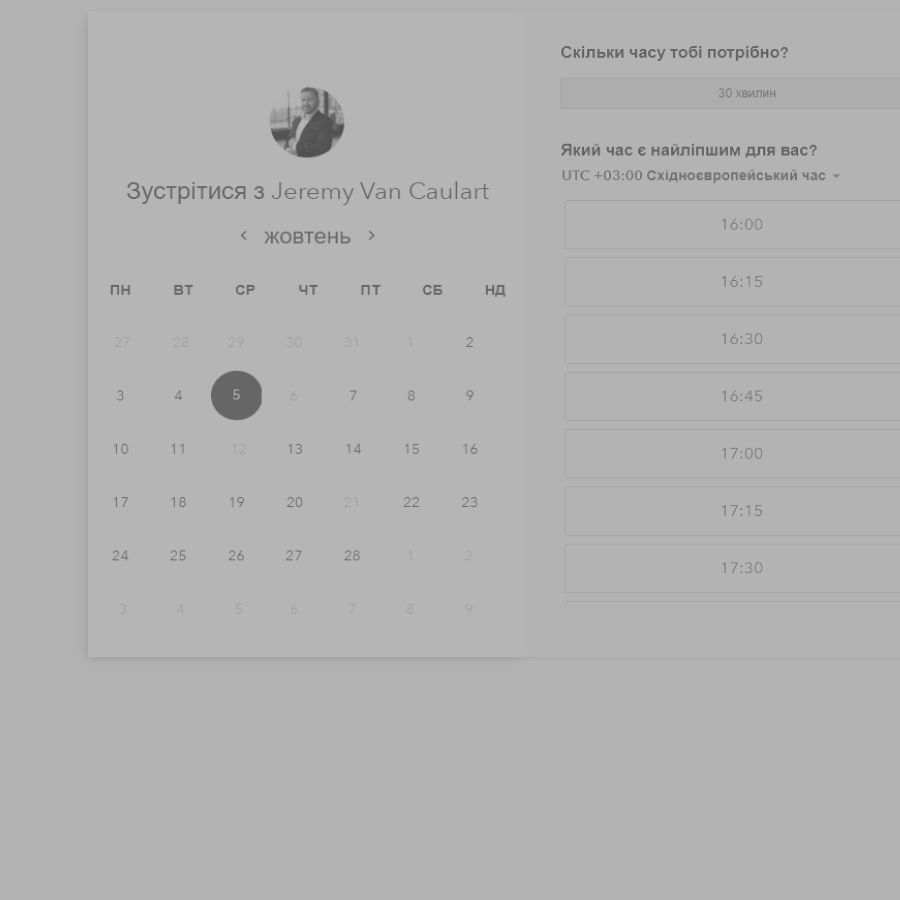 Зустрітися з Jeremy Van Caulart
жовтень
ПН ВТ СР ЧТ ПТ СБ НД
27 28 29 30 31 1 2
3 4 5 6 7 8 9
10 11 12 13 14 15 16
17 18 19 20 21 22 23
24 25 26 27 28 1 2
3 4 5 6 7 8 9
Скільки часу тобі потрібно?
30 хвилин
Який час є найліпшим для вас?
UTC +03:00 Східноєвропейський час
16:00
16:15
16:30
16:45
17:00
17:15
17:30